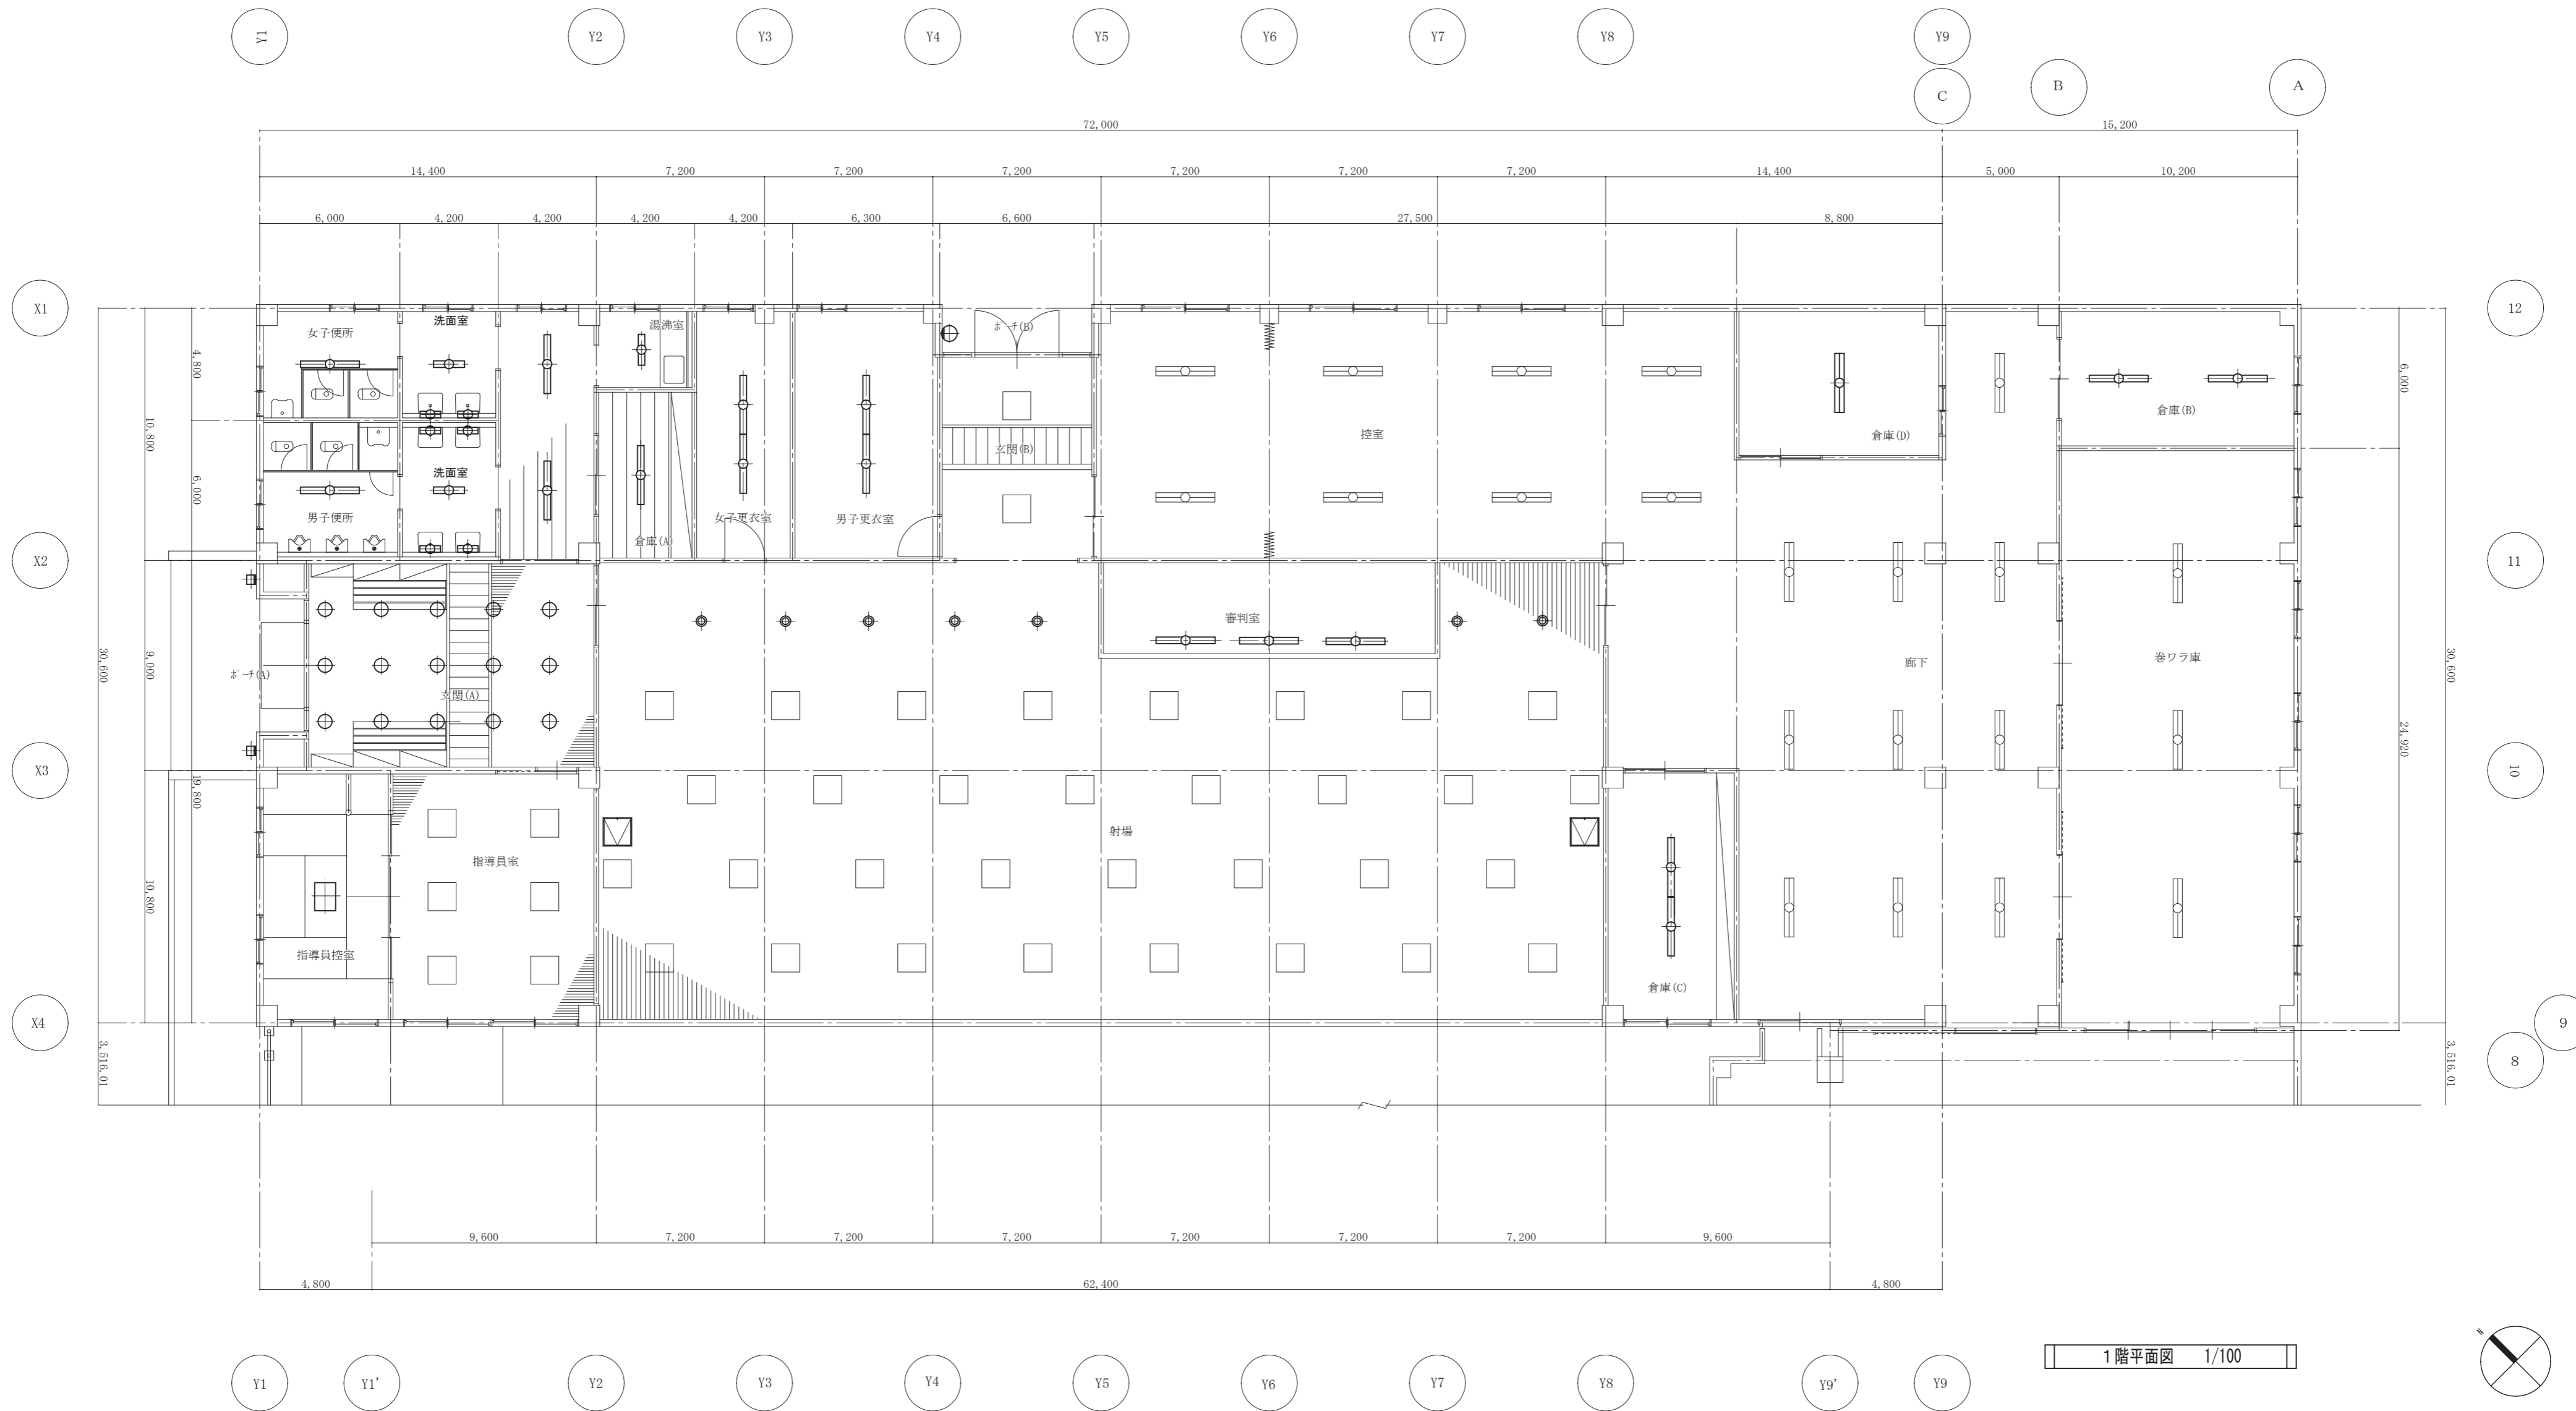 Y1 Y2 Y3 Y4 Y5 Y6 Y7 Y8 Y9
C B A
72,000 15,200
14,400 7,200 7,200 7,200 7,200 7,200 7,200 14,400 5,000 10,200
6,000 4,200 4,200 4,200 4,200 6,300 6,600 27,500 8,800
X1 12
女子便所 洗面室 湯沸室 ポーチ(B)
4,800 6,000
倉庫(B)
10,800 控室 倉庫(D)
玄関(B)
洗面室
6,000
男子便所 女子更衣室 男子更衣室
倉庫(A)
X2 11
審判室
30,600 9,000 廊下 巻ワラ庫 30,600
ポーチ(A) 玄関(A)
24,920
X3 10
19,800
射場
指導員室
10,800
指導員控室
倉庫(C)
X4 9
3,516.01 8 3,516.01
9,600 7,200 7,200 7,200 7,200 7,200 7,200 9,600
4,800 62,400 4,800
N
1階平面図 1/100
Y1 Y1' Y2 Y3 Y4 Y5 Y6 Y7 Y8 Y9' Y9